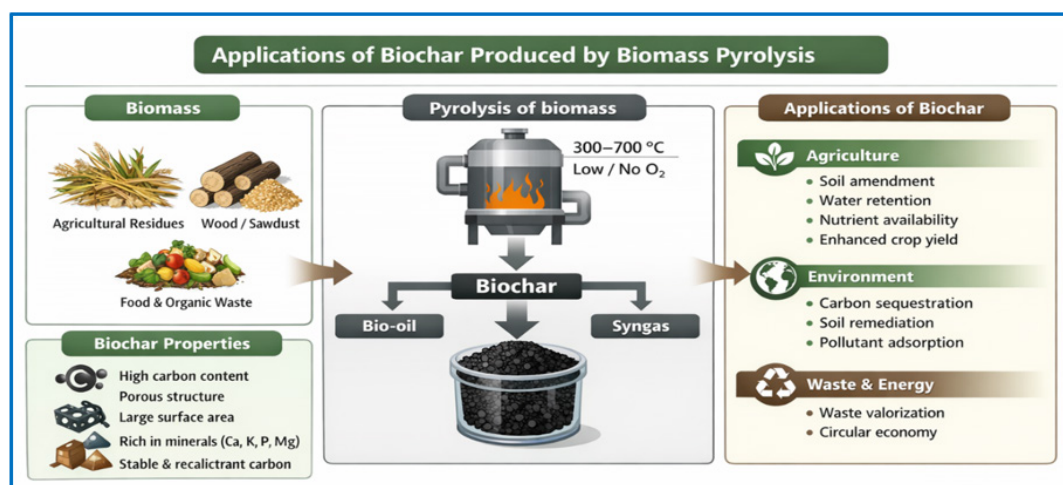 Applications of Biochar Produced by Biomass Pyrolysis
Biomass
Agricultural Residues
Wood / Sawdust
Food & Organic Waste
Biochar Properties
High carbon content
Porous structure
Large surface area
Rich in minerals (Ca, K, P, Mg)
Stable & recalcitrant carbon
Pyrolysis of biomass
300–700 °C
Low / No O₂
Biochar
Bio-oil
Syngas
Applications of Biochar
Agriculture
• Soil amendment
• Water retention
• Nutrient availability
• Enhanced crop yield
Environment
• Carbon sequestration
• Soil remediation
• Pollutant adsorption
Waste & Energy
• Waste valorization
• Circular economy